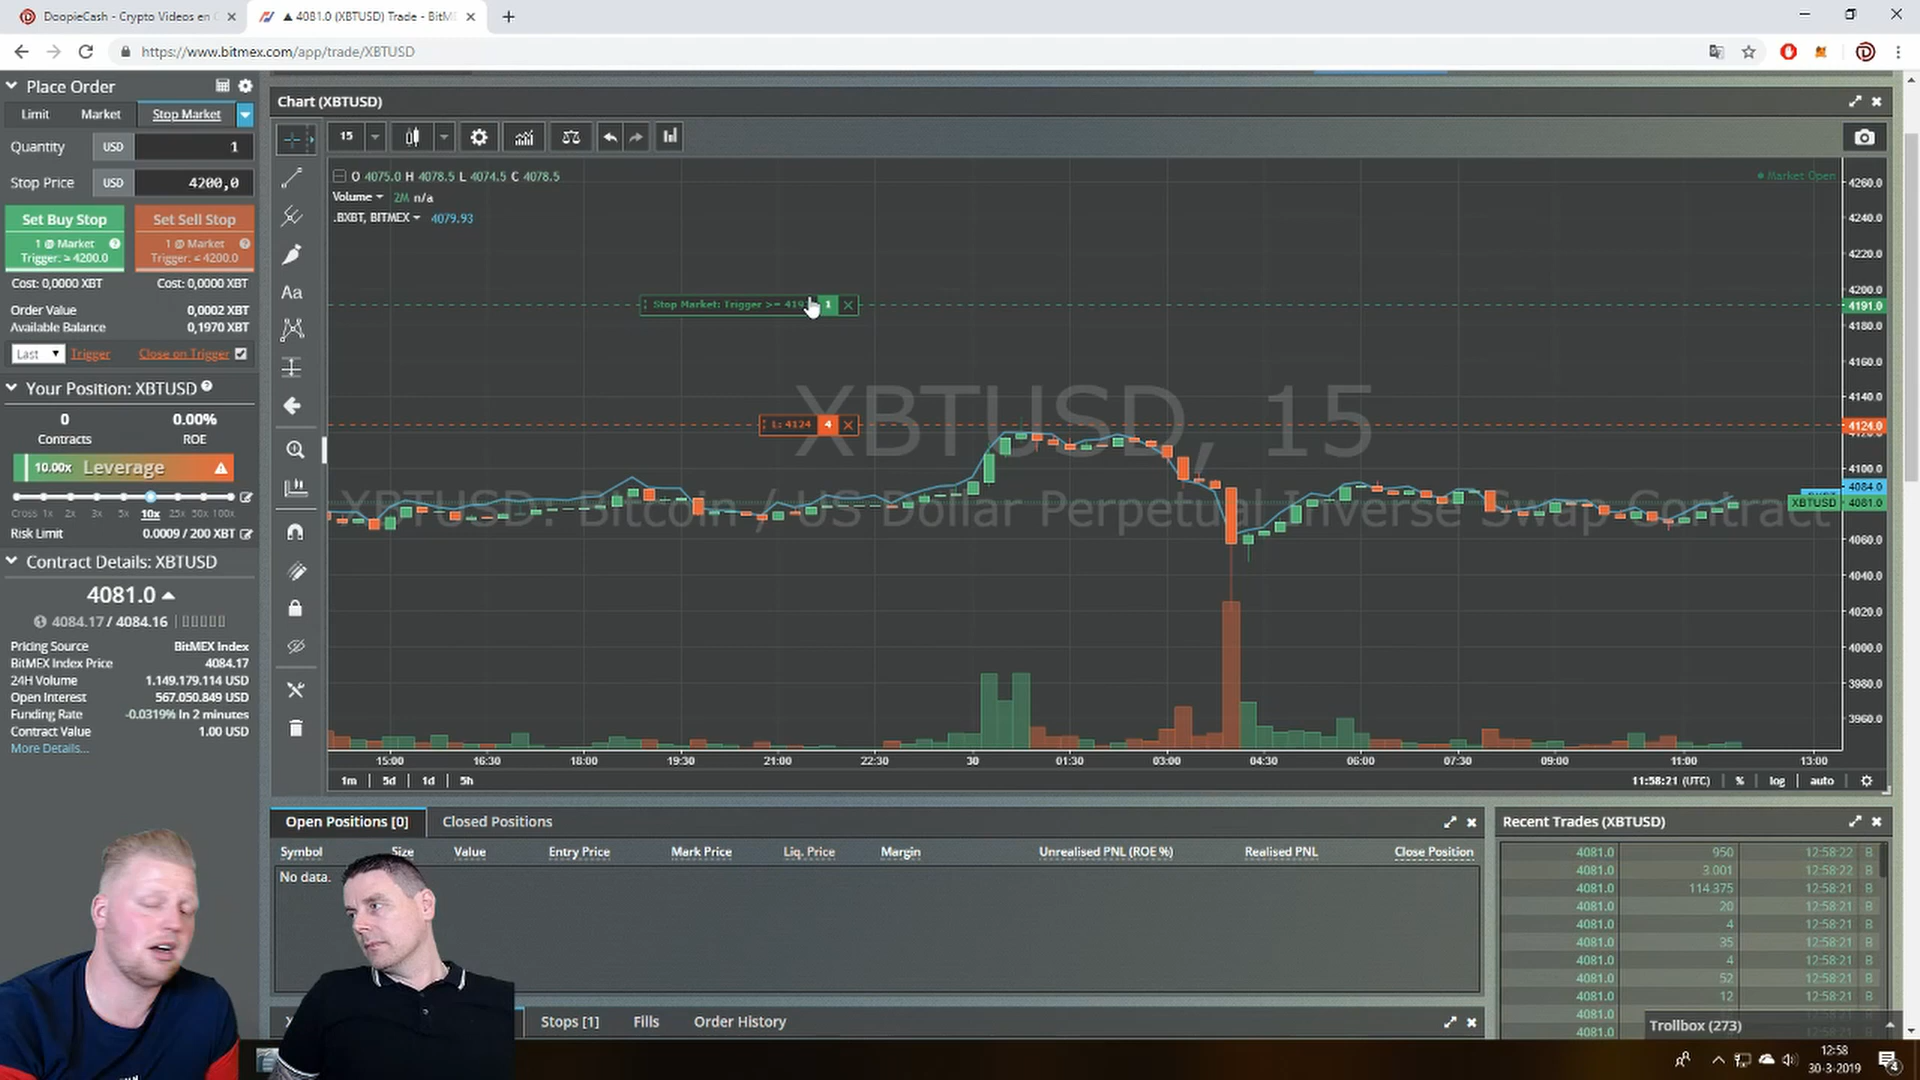 DoopieCash - Crypto Videos en
▲ 4081.0 (XBTUSD) Trade - BitME
https://www.bitmex.com/app/trade/XBTUSD
Place Order
Limit Market Stop Market
Quantity USD 1
Stop Price USD 4200,0
Set Buy Stop
1 @ Market
Trigger: ≥ 4200.0
Set Sell Stop
1 @ Market
Trigger: ≤ 4200.0
Cost: 0,0000 XBT Cost: 0,0000 XBT
Order Value 0,0002 XBT
Available Balance 0,1970 XBT
Last Trigger Close on Trigger
Your Position: XBTUSD
0 0.00%
Contracts ROE
10.00x Leverage
Cross 1x 2x 3x 5x 10x 25x 50x 100x
Risk Limit 0.0009 / 200 XBT
Contract Details: XBTUSD
4081.0
4084.17 / 4084.16
Pricing Source BitMEX Index
BitMEX Index Price 4084.17
24H Volume 1.149.179.114 USD
Open Interest 567.050.849 USD
Funding Rate -0.0319% in 2 minutes
Contract Value 1.00 USD
More Details...
Chart (XBTUSD)
15
Aa
O 4075.0 H 4078.5 L 4074.5 C 4078.5
Volume 2M n/a
.BXBT, BITMEX 4079.93
Market Open
Stop Market: Trigger >= 419 1
L: 4124 4
XBTUSD, 15
XBTUSD: Bitcoin / US Dollar Perpetual Inverse Swap Contract
4260.0
4240.0
4220.0
4200.0
4191.0
4180.0
4160.0
4140.0
4124.0
4100.0
4084.0
XBTUSD 4081.0
4060.0
4040.0
4020.0
4000.0
3980.0
3960.0
15:00 16:30 18:00 19:30 21:00 22:30 30 01:30 03:00 04:30 06:00 07:30 09:00 11:00 13:00
1m 5d 1d 5h
11:58:21 (UTC) % log auto
Open Positions [0] Closed Positions
Symbol Size Value Entry Price Mark Price Liq. Price Margin Unrealised PNL (ROE %) Realised PNL Close Position
No data.
Recent Trades (XBTUSD)
4081.0 950 12:58:22 B
4081.0 3.001 12:58:22 B
4081.0 114.375 12:58:21 B
4081.0 20 12:58:21 B
4081.0 4 12:58:21 B
4081.0 35 12:58:21 B
4081.0 4 12:58:21 B
4081.0 52 12:58:21 B
4081.0 12 12:58:21 B
4081.0
4081.0
Stops [1] Fills Order History
Trollbox (273)
12:58
30-3-2019
4